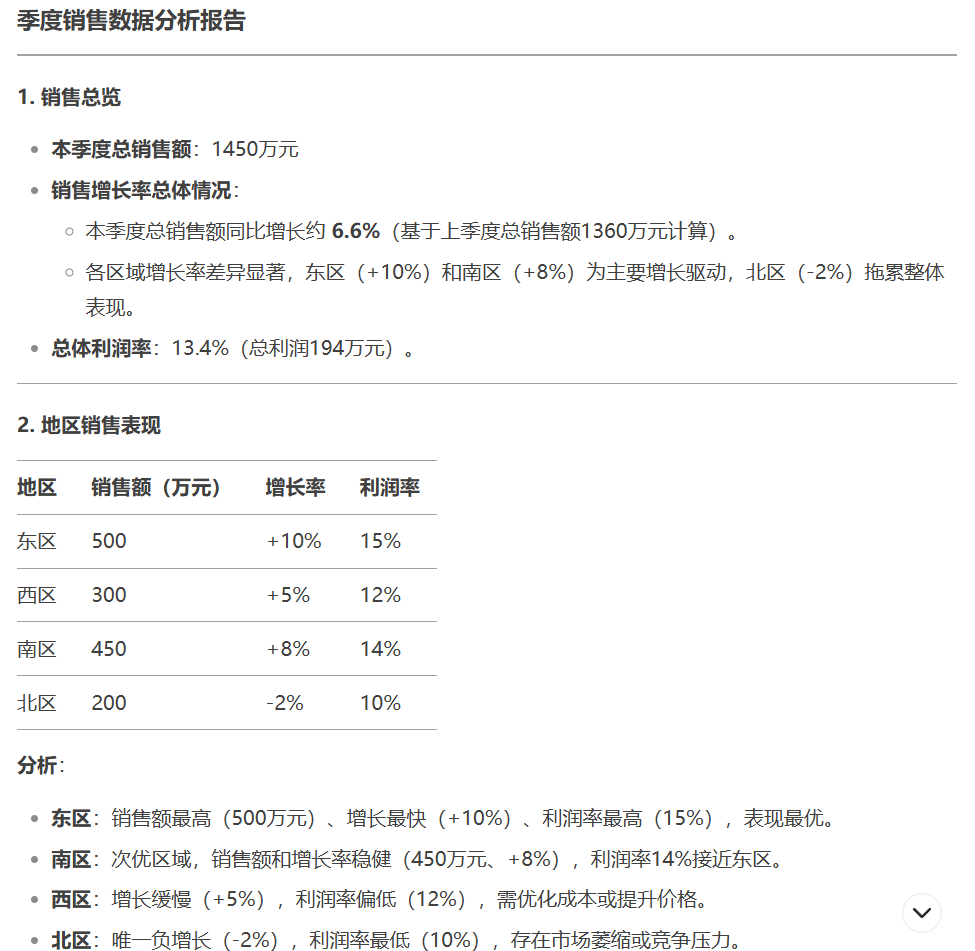 季度销售数据分析报告
1. 销售总览
本季度总销售额：1450万元
销售增长率总体情况：
本季度总销售额同比增长约 6.6%（基于上季度总销售额1360万元计算）。
各区域增长率差异显著，东区（+10%）和南区（+8%）为主要增长驱动，北区（-2%）拖累整体
表现。
总体利润率：13.4%（总利润194万元）。
2. 地区销售表现
地区 销售额（万元） 增长率 利润率
东区 500 +10% 15%
西区 300 +5% 12%
南区 450 +8% 14%
北区 200 -2% 10%
分析：
东区：销售额最高（500万元）、增长最快（+10%）、利润率最高（15%），表现最优。
南区：次优区域，销售额和增长率稳健（450万元、+8%），利润率14%接近东区。
西区：增长缓慢（+5%），利润率偏低（12%），需优化成本或提升价格。
北区：唯一负增长（-2%），利润率最低（10%），存在市场萎缩或竞争压力。